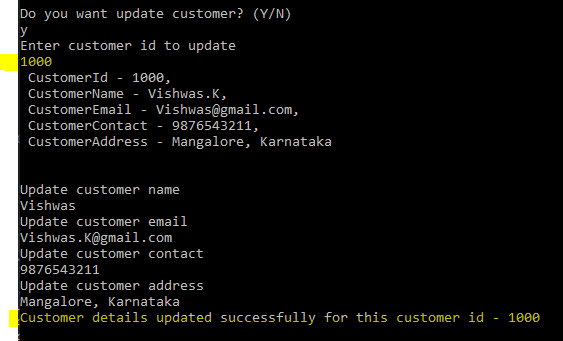 Do you want update customer? (Y/N)
y
Enter customer id to update
1000
CustomerId - 1000,
CustomerName - Vishwas.K,
CustomerEmail - Vishwas@gmail.com,
CustomerContact - 9876543211,
CustomerAddress - Mangalore, Karnataka
Update customer name
Vishwas
Update customer email
Vishwas.K@gmail.com
Update customer contact
9876543211
Update customer address
Mangalore, Karnataka
Customer details updated successfully for this customer id - 1000